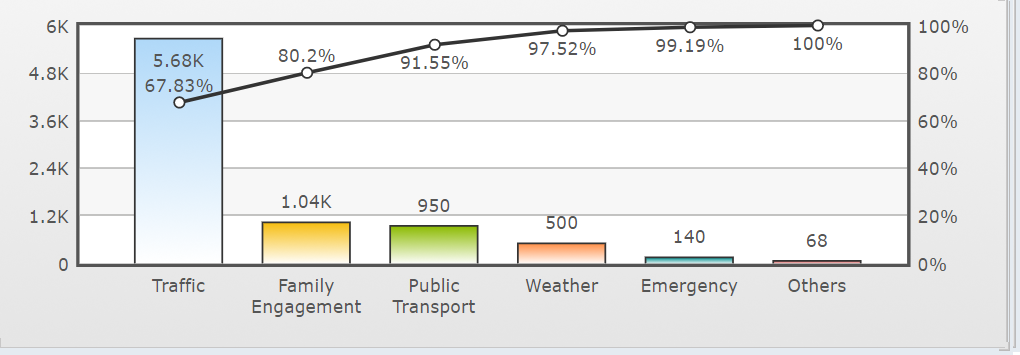 6K
4.8K
3.6K
2.4K
1.2K
0
100%
80%
60%
40%
20%
0%
5.68K
67.83%
80.2%
91.55%
97.52%
99.19%
100%
1.04K
950
500
140
68
Traffic
Family
Engagement
Public
Transport
Weather
Emergency
Others